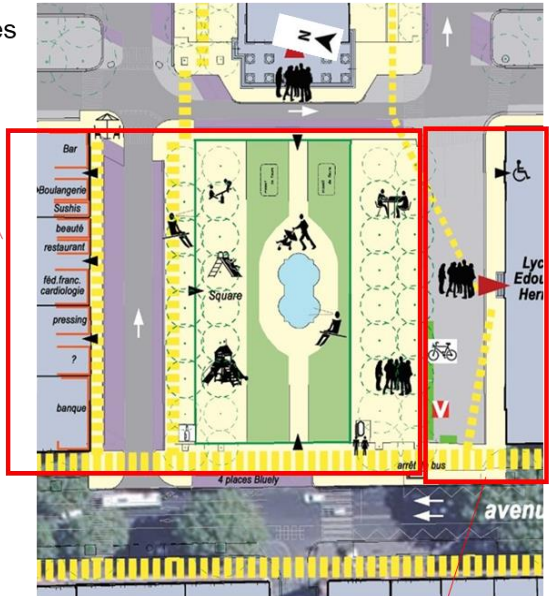 es
N
Bar
Boulangerie
Sushis
beauté
restaurant
féd.franc.
cardiologie
pressing
?
banque
Square
Lyc
Edou
Herr
V
arrêt bus
4 places Bluely
avenu